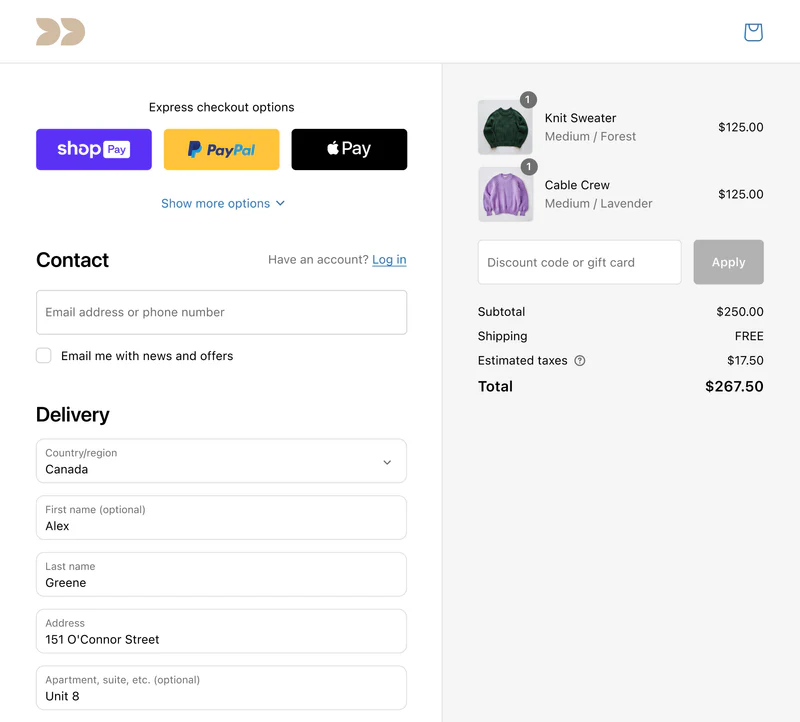 Express checkout options
shop Pay
PayPal
Pay
Show more options
Contact
Have an account? Log in
Email address or phone number
Email me with news and offers
Delivery
Country/region
Canada
First name (optional)
Alex
Last name
Greene
Address
151 O'Connor Street
Apartment, suite, etc. (optional)
Unit 8
1
Knit Sweater
Medium / Forest
$125.00
1
Cable Crew
Medium / Lavender
$125.00
Discount code or gift card
Apply
Subtotal $250.00
Shipping FREE
Estimated taxes ? $17.50
Total $267.50